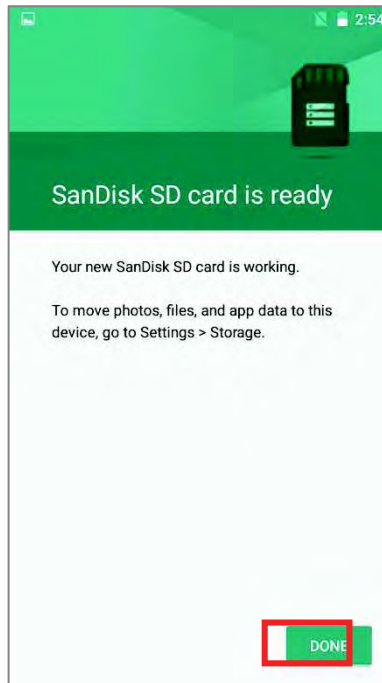 2:54
SanDisk SD card is ready
Your new SanDisk SD card is working.
To move photos, files, and app data to this
device, go to Settings > Storage.
DONE